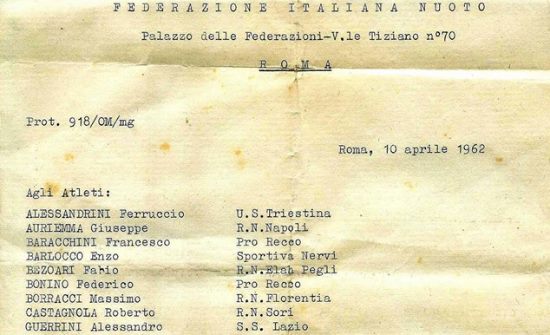 FEDERAZIONE ITALIANA NUOTO
Palazzo delle Federazioni-V.le Tiziano n°70
ROMA
Prot. 918/OM/mg
Roma, 10 aprile 1962
Agli Atleti:
ALESSANDRINI Ferruccio U.S.Triestina
AURIEMMA Giuseppe R.N.Napoli
BARACCHINI Francesco Pro Recco
BARLOCCO Enzo Sportiva Nervi
BEZOARI Fabio R.N.Elah Pegli
BONINO Federico Pro Recco
BORRACCI Massimo R.N.Florentia
CASTAGNOLA Roberto R.N.Sori
GUERRINI Alessandro S.S. Lazio